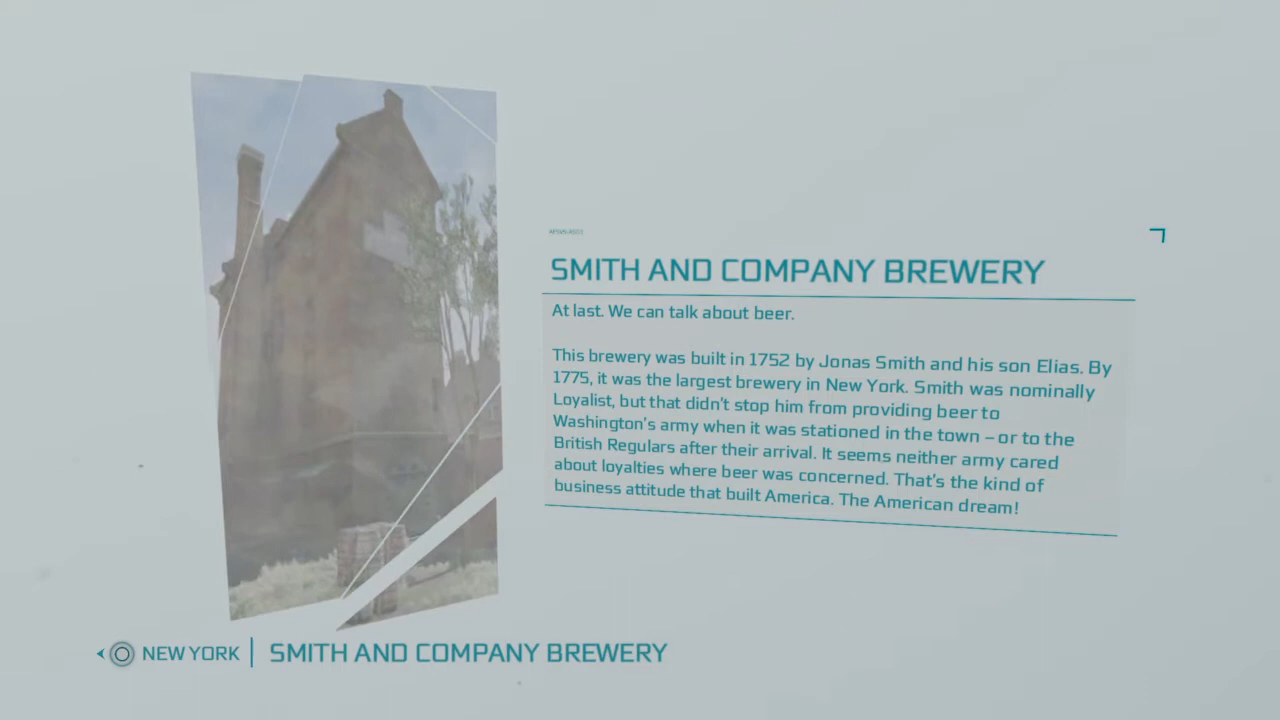 SMITH AND COMPANY BREWERY
At last. We can talk about beer.
This brewery was built in 1752 by Jonas Smith and his son Elias. By
1775, it was the largest brewery in New York. Smith was nominally
Loyalist, but that didn't stop him from providing beer to
Washington's army when it was stationed in the town – or to the
British Regulars after their arrival. It seems neither army cared
about loyalties where beer was concerned. That's the kind of
business attitude that built America. The American dream!
NEW YORK | SMITH AND COMPANY BREWERY